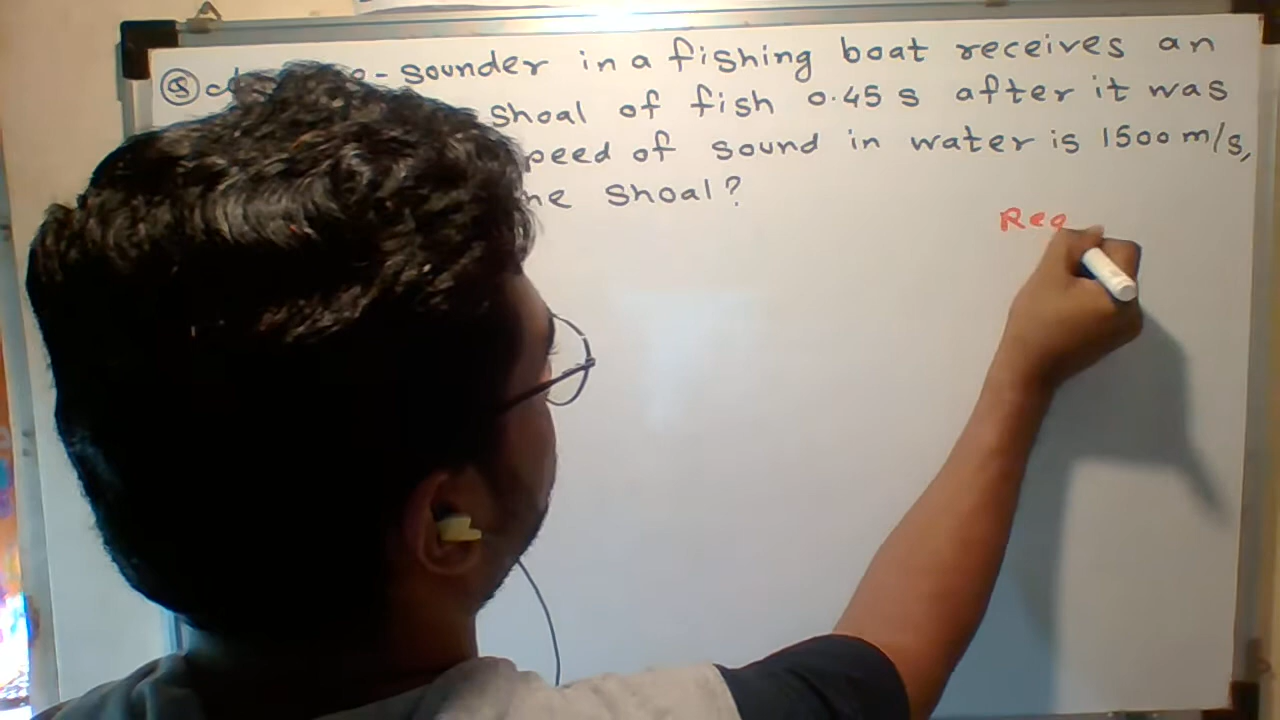 - sounder in a fishing boat receives an
shoal of fish 0.45 s after it was
peed of sound in water is 1500 m/s,
he shoal?
Req